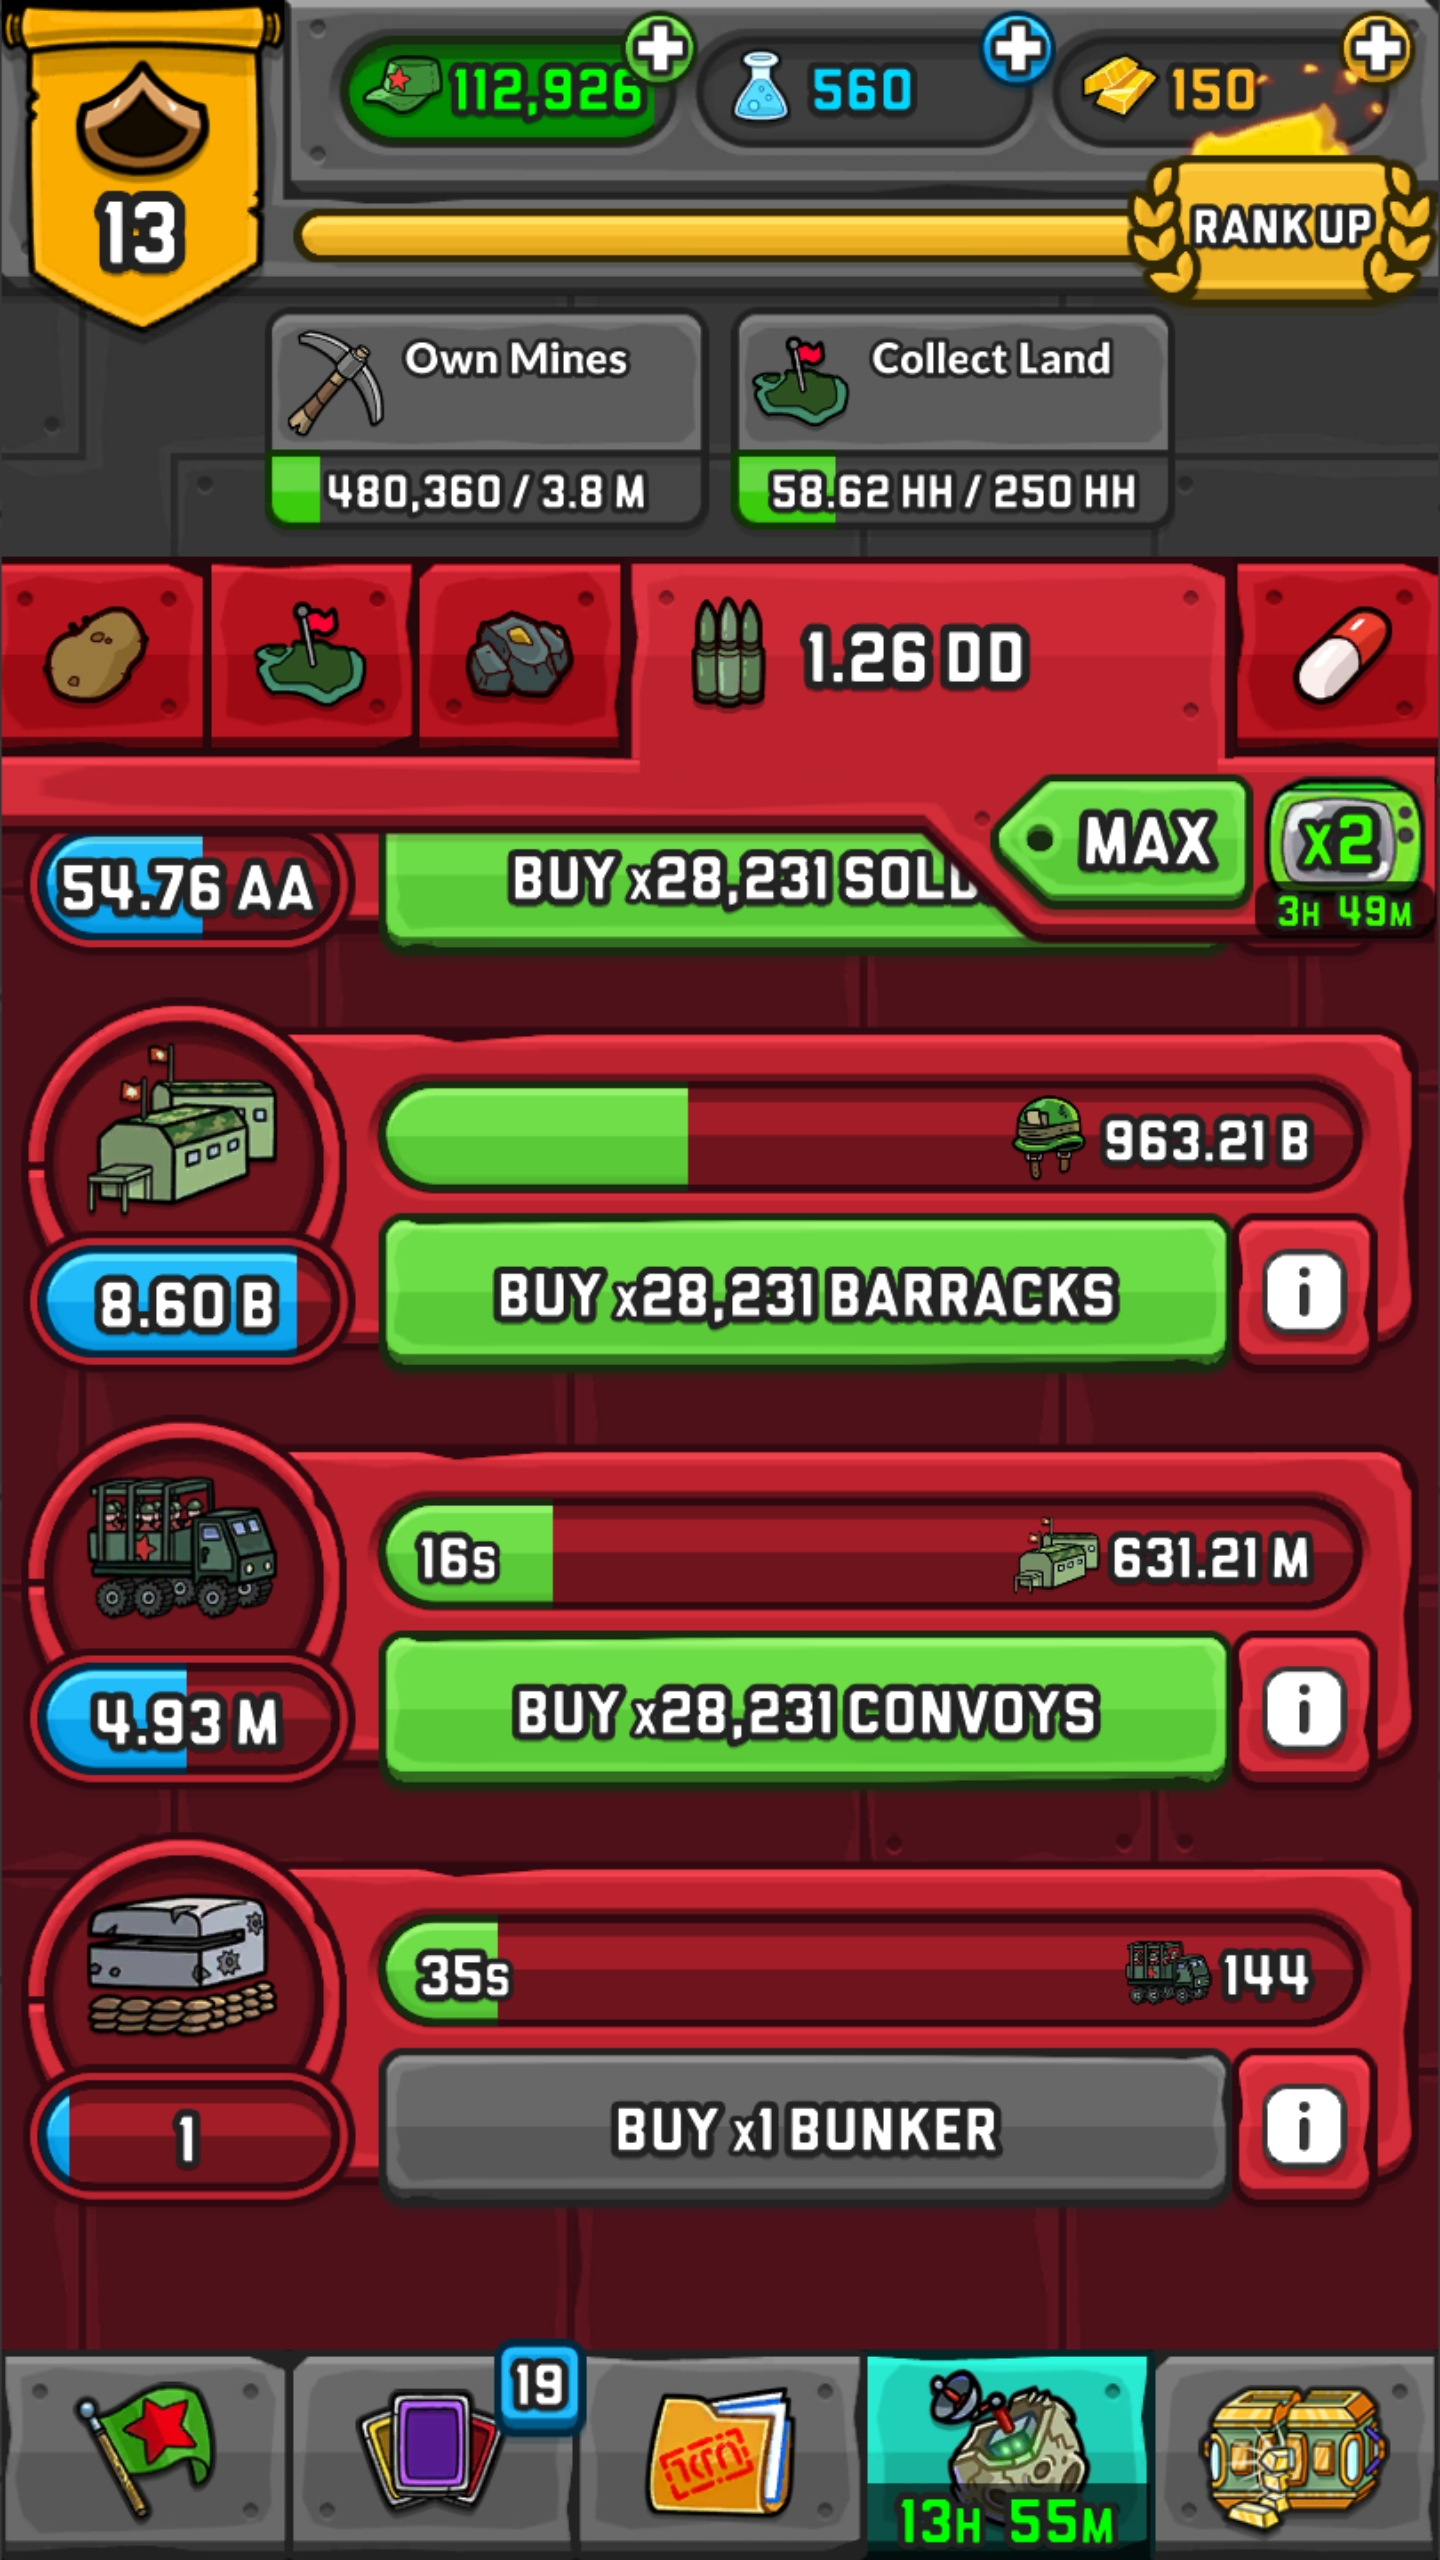 112,926
560
150
13
RANK UP
Own Mines
Collect Land
480,360 / 3.8 M
58.62 HH / 250 HH
1.26 DD
MAX
x2
3H 49M
54.76 AA
BUY x28,231 SOLD
963.21 B
8.60 B
BUY x28,231 BARRACKS
i
16s
631.21 M
4.93 M
BUY x28,231 CONVOYS
i
35s
144
1
BUY x1 BUNKER
i
19
13H 55M